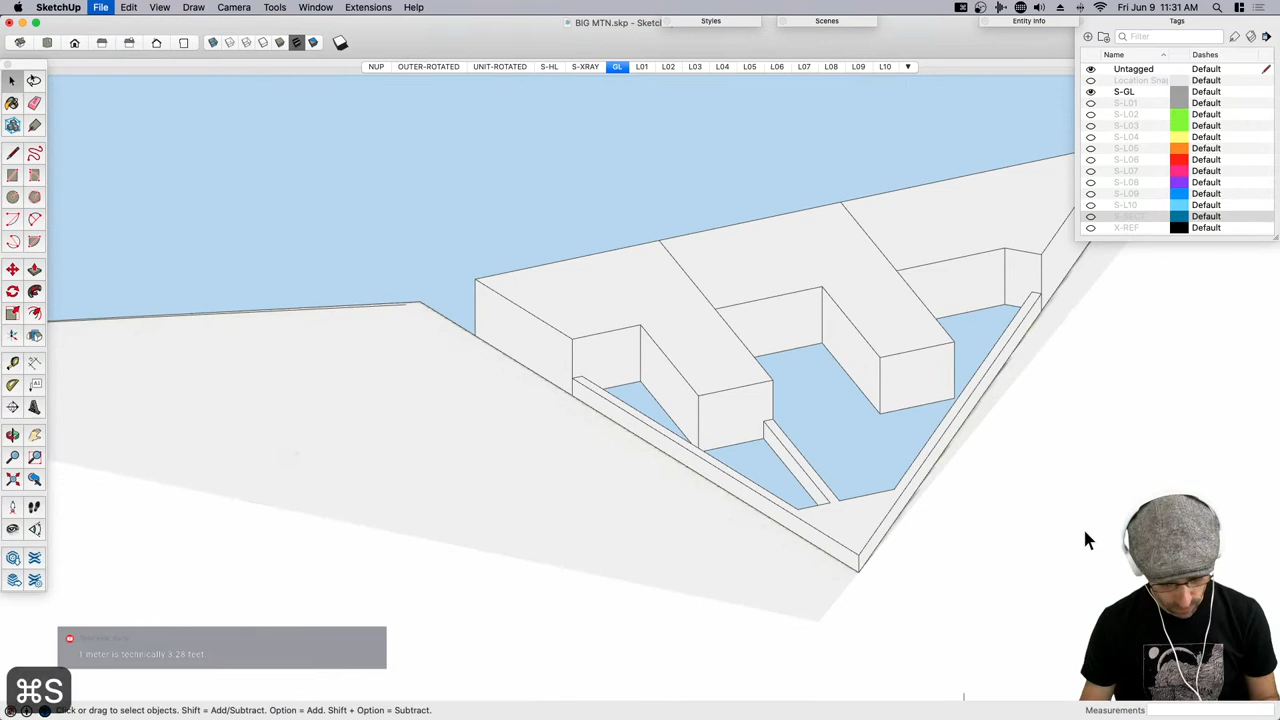 SketchUp File Edit View Draw Camera Tools Window Extensions Help
Fri Jun 9 11:31 AM
BIG MTN.skp - Sketch
Styles
Scenes
Entity Info
Tags
Filter
Name Dashes
NUP OUTER-ROTATED UNIT-ROTATED S-HL S-XRAY GL L01 L02 L03 L04 L05 L06 L07 L08 L09 L10
Untagged Default
Location Sna Default
S-GL Default
S-L01 Default
S-L02 Default
S-L03 Default
S-L04 Default
S-L05 Default
S-L06 Default
S-L07 Default
S-L08 Default
S-L09 Default
S-L10 Default
Default
X-REF Default
1 meter is technically 3.28 feet
⌘S
Click or drag to select objects. Shift = Add/Subtract. Option = Add. Shift + Option = Subtract.
Measurements